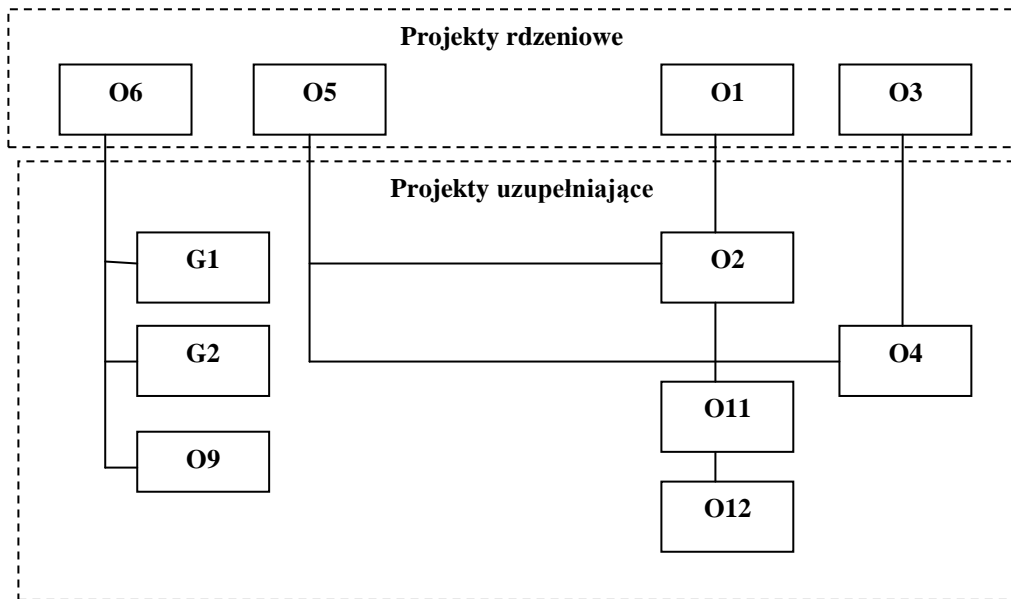 Projekty rdzeniowe
O6 O5 O1 O3
Projekty uzupełniające
G1 O2
G2 O4
O11
O9
O12